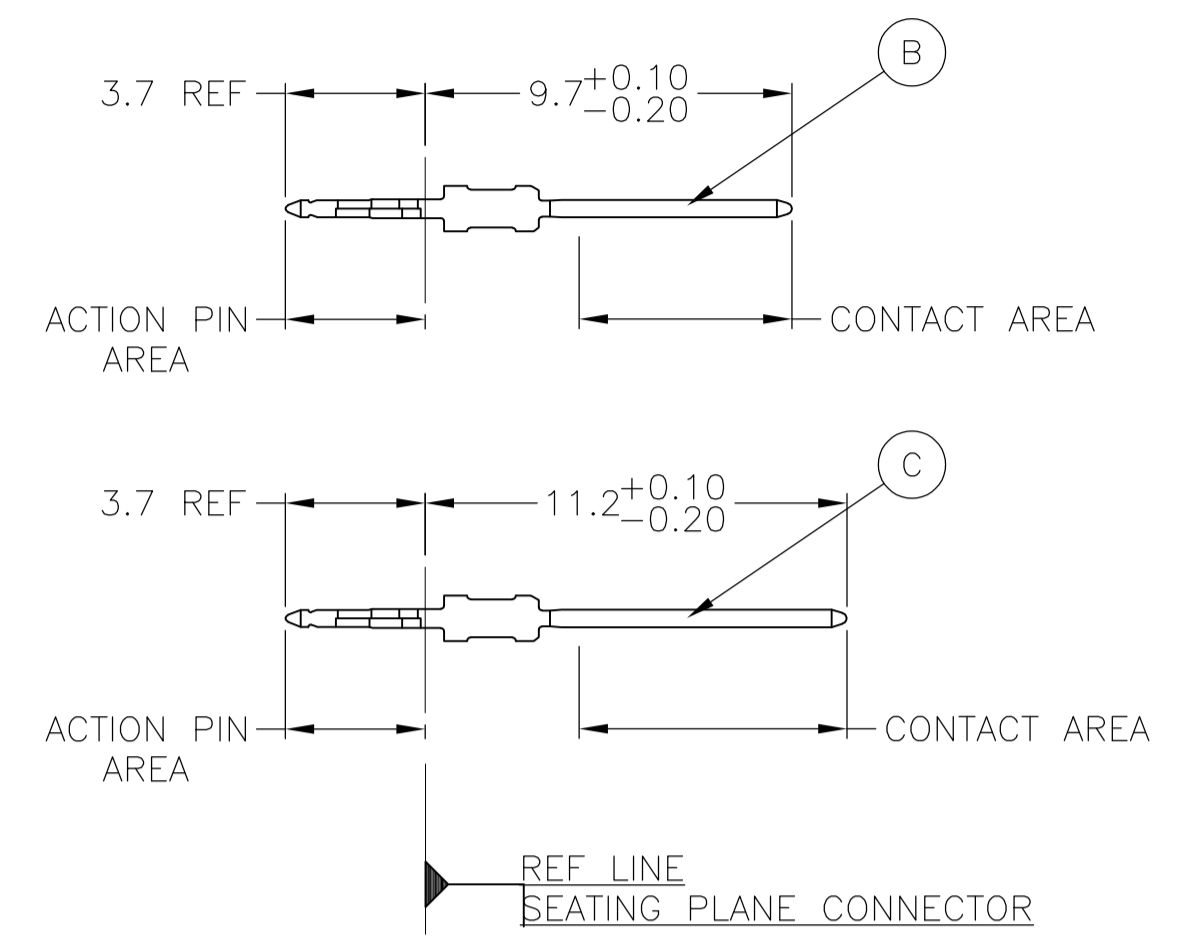 B
3.7 REF
9.7 +0.10 -0.20
ACTION PIN AREA
CONTACT AREA
C
3.7 REF
11.2 +0.10 -0.20
ACTION PIN AREA
CONTACT AREA
REF LINE
SEATING PLANE CONNECTOR